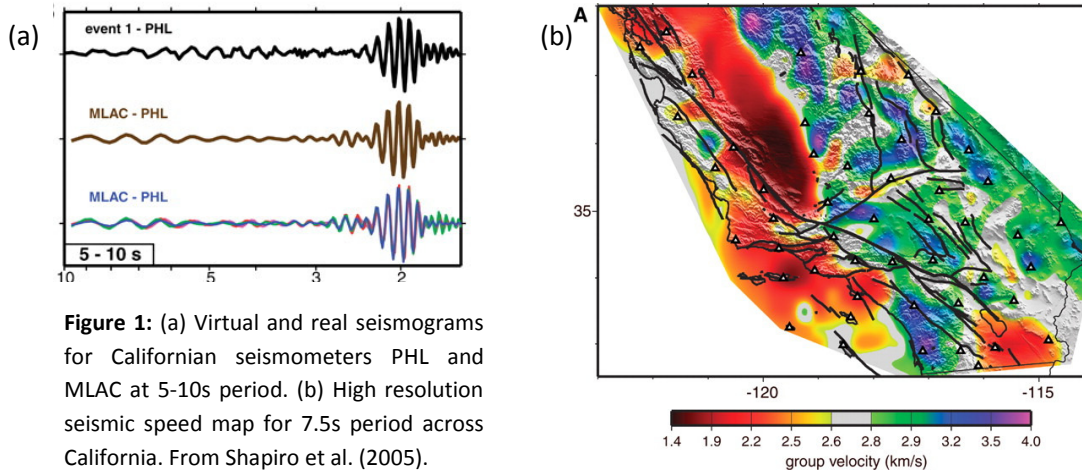 (a)
event 1 - PHL
MLAC - PHL
MLAC - PHL
5 - 10 s
10 5 3 2
Figure 1: (a) Virtual and real seismograms
for Californian seismometers PHL and
MLAC at 5-10s period. (b) High resolution
seismic speed map for 7.5s period across
California. From Shapiro et al. (2005).
(b)
A
35
-120 -115
1.4 1.9 2.2 2.5 2.6 2.8 2.9 3.2 3.5 4.0
group velocity (km/s)